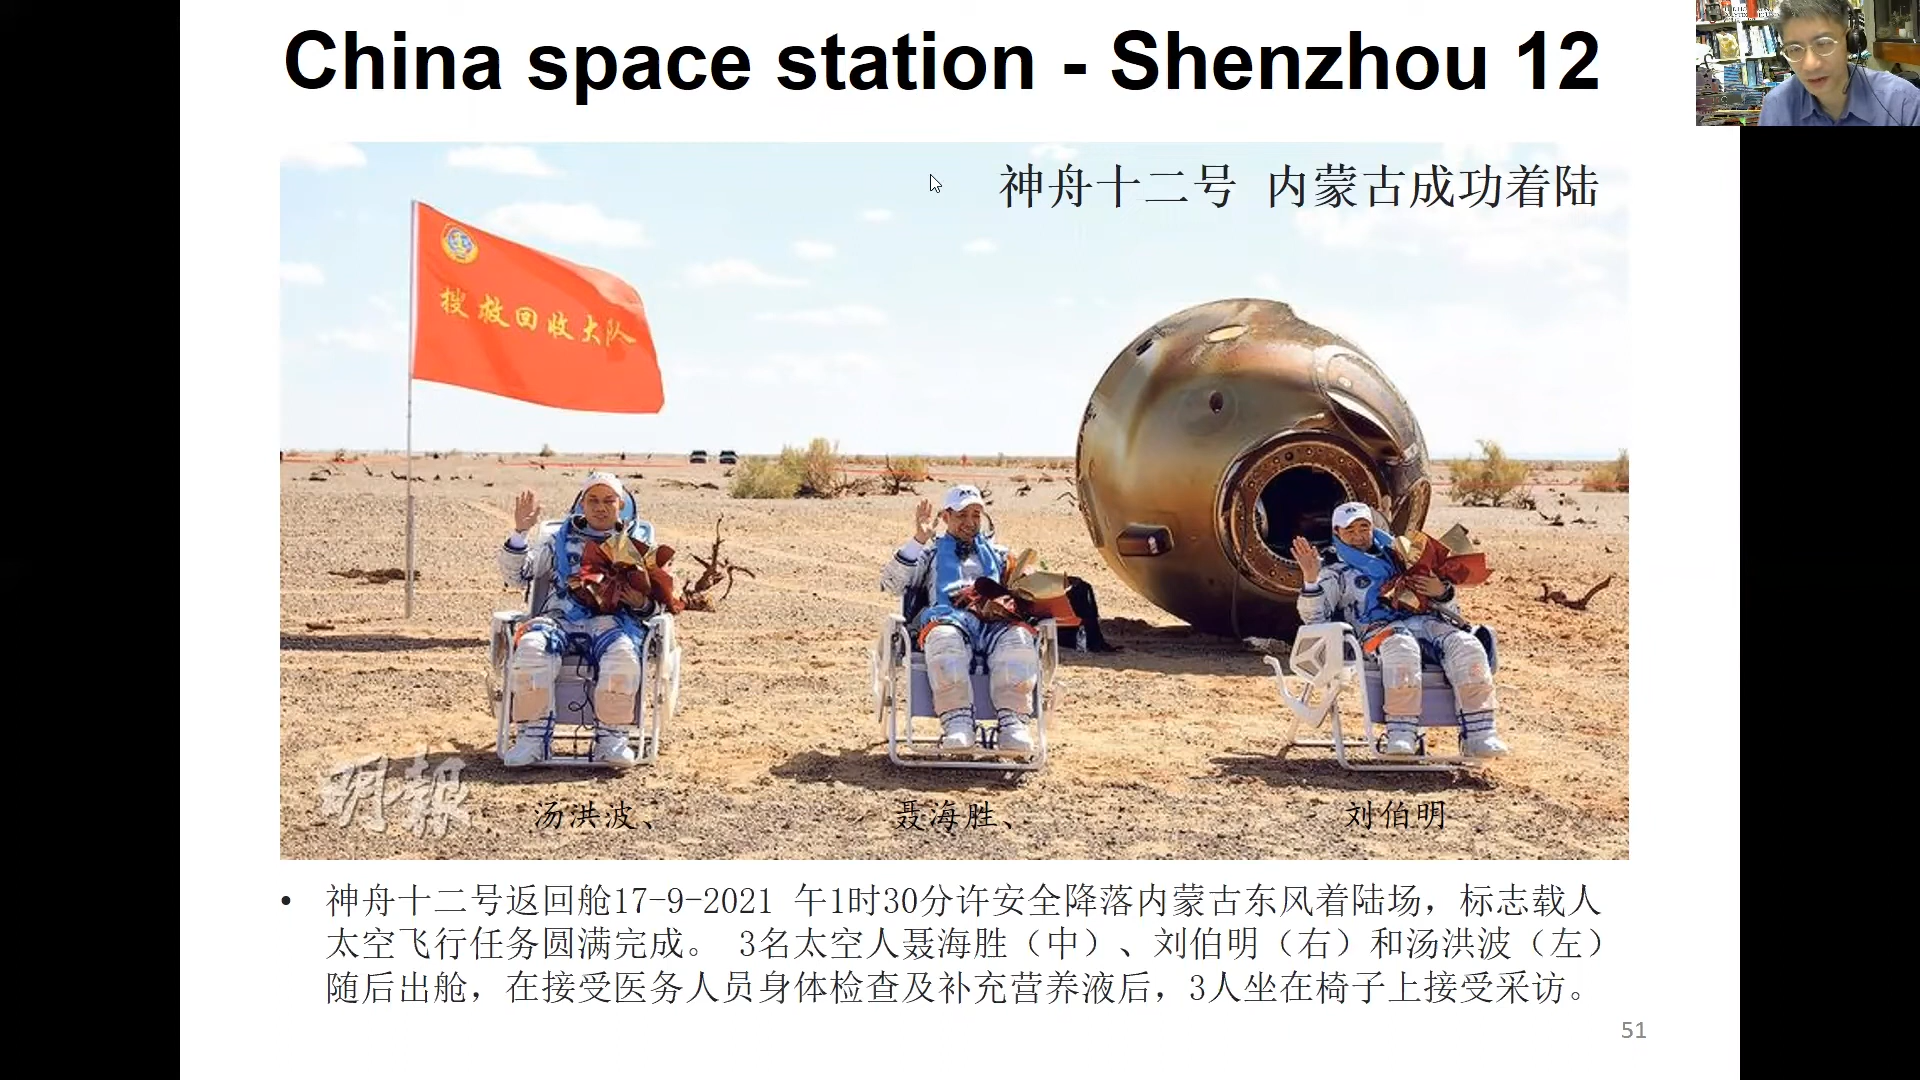 China space station - Shenzhou 12
神舟十二号 内蒙古成功着陆
搜救回收大队
明報
汤洪波、 聂海胜、 刘伯明
• 神舟十二号返回舱17-9-2021 午1时30分许安全降落内蒙古东风着陆场，标志载人
太空飞行任务圆满完成。 3名太空人聂海胜（中）、刘伯明（右）和汤洪波（左）
随后出舱，在接受医务人员身体检查及补充营养液后，3人坐在椅子上接受采访。
51